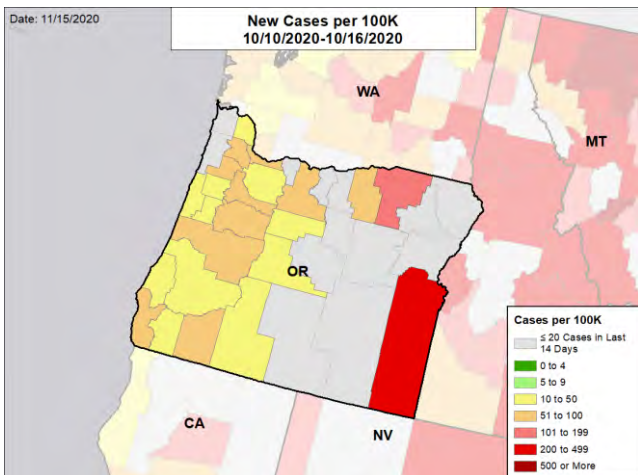 Date: 11/15/2020
New Cases per 100K
10/10/2020-10/16/2020
WA
MT
OR
CA
NV
Cases per 100K
≤ 20 Cases in Last
14 Days
0 to 4
5 to 9
10 to 50
51 to 100
101 to 199
200 to 499
500 or More